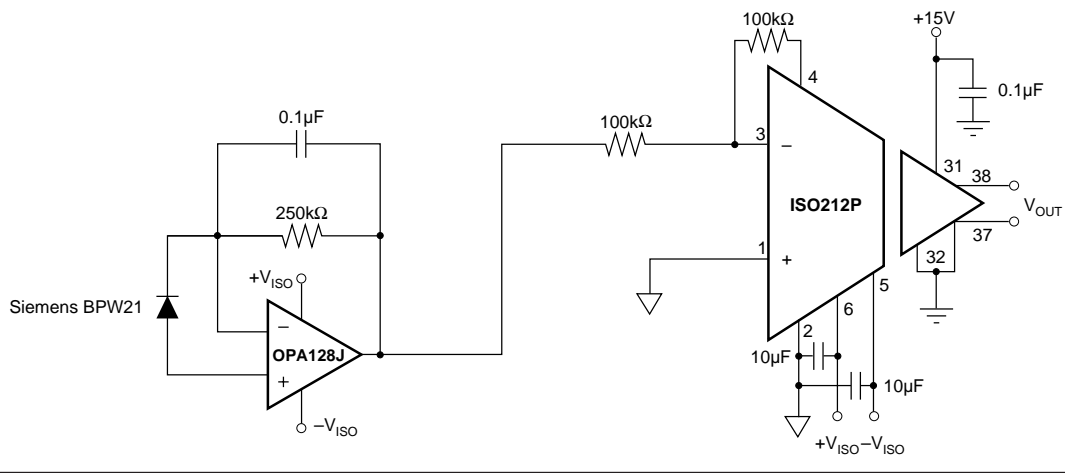 100kΩ
+15V
4
0.1µF
0.1µF
100kΩ
3
–
31
38
ISO212P
V_OUT
250kΩ
37
1
+
32
+V_ISO
5
Siemens BPW21
6
–
2
OPA128J
10µF
+
10µF
–V_ISO
+V_ISO –V_ISO